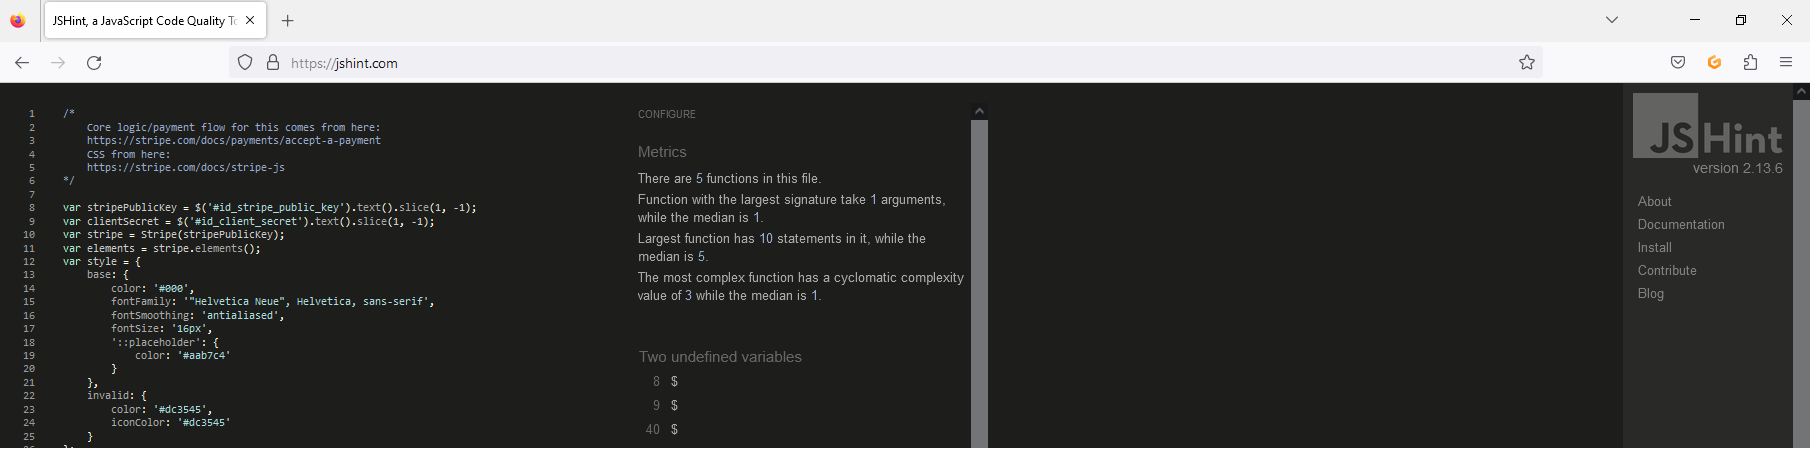 JSHint, a JavaScript Code Quality To
https://jshint.com
1 /*
2 Core logic/payment flow for this comes from here:
3 https://stripe.com/docs/payments/accept-a-payment
4 CSS from here:
5 https://stripe.com/docs/stripe-js
6 */
7
8 var stripePublicKey = $('#id_stripe_public_key').text().slice(1, -1);
9 var clientSecret = $('#id_client_secret').text().slice(1, -1);
10 var stripe = Stripe(stripePublicKey);
11 var elements = stripe.elements();
12 var style = {
13 base: {
14 color: '#000',
15 fontFamily: '"Helvetica Neue", Helvetica, sans-serif',
16 fontSmoothing: 'antialiased',
17 fontSize: '16px',
18 '::placeholder': {
19 color: '#aab7c4'
20 }
21 },
22 invalid: {
23 color: '#dc3545',
24 iconColor: '#dc3545'
25 }
CONFIGURE
Metrics
There are 5 functions in this file.
Function with the largest signature take 1 arguments,
while the median is 1.
Largest function has 10 statements in it, while the
median is 5.
The most complex function has a cyclomatic complexity
value of 3 while the median is 1.
Two undefined variables
8 $
9 $
40 $
JSHint
version 2.13.6
About
Documentation
Install
Contribute
Blog